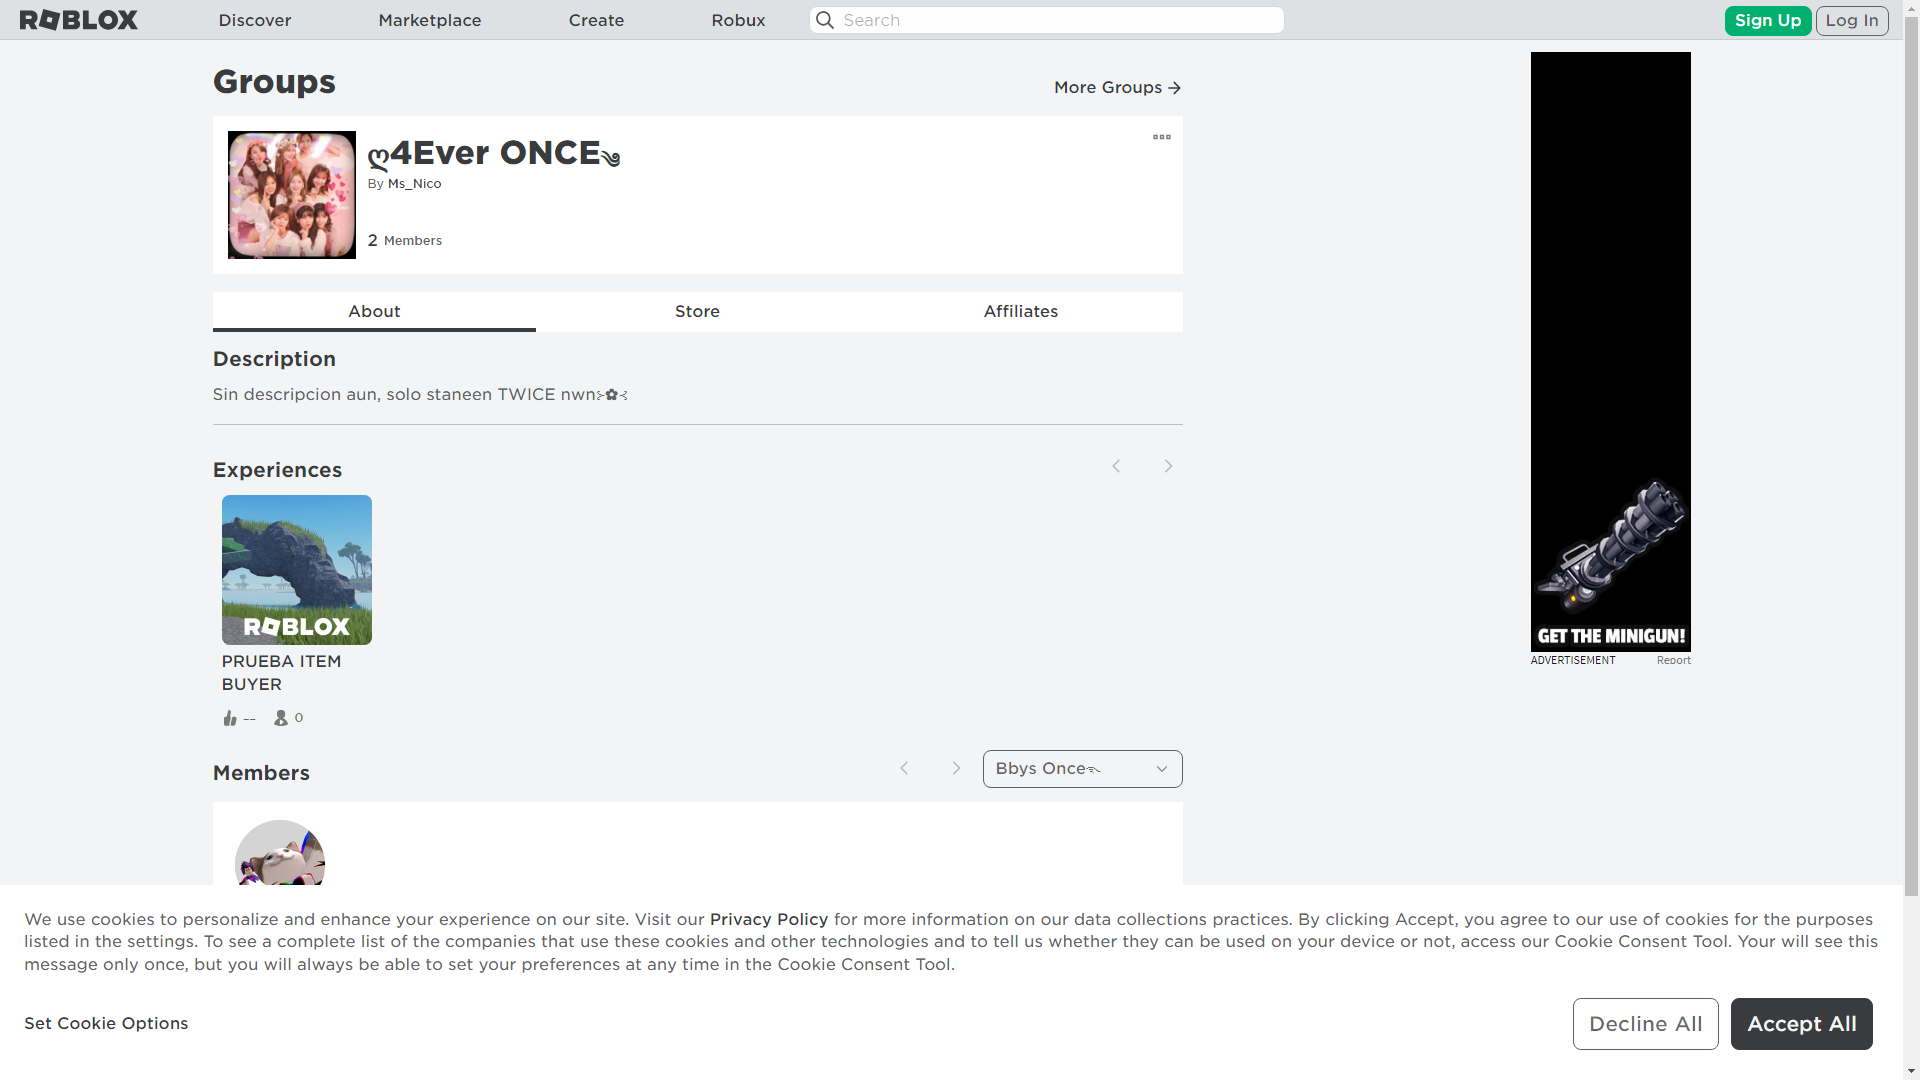 ROBLOX
Discover
Marketplace
Create
Robux
Search
Sign Up
Log In
Groups
More Groups
ღ4Ever ONCE༄
By Ms_Nico
2 Members
About
Store
Affiliates
Description
Sin descripcion aun, solo staneen TWICE nwn⊱✿⊰
Experiences
ROBLOX
PRUEBA ITEM
BUYER
--
0
Members
Bbys Once
GET THE MINIGUN!
ADVERTISEMENT
Report
We use cookies to personalize and enhance your experience on our site. Visit our Privacy Policy for more information on our data collections practices. By clicking Accept, you agree to our use of cookies for the purposes
listed in the settings. To see a complete list of the companies that use these cookies and other technologies and to tell us whether they can be used on your device or not, access our Cookie Consent Tool. Your will see this
message only once, but you will always be able to set your preferences at any time in the Cookie Consent Tool.
Set Cookie Options
Decline All
Accept All